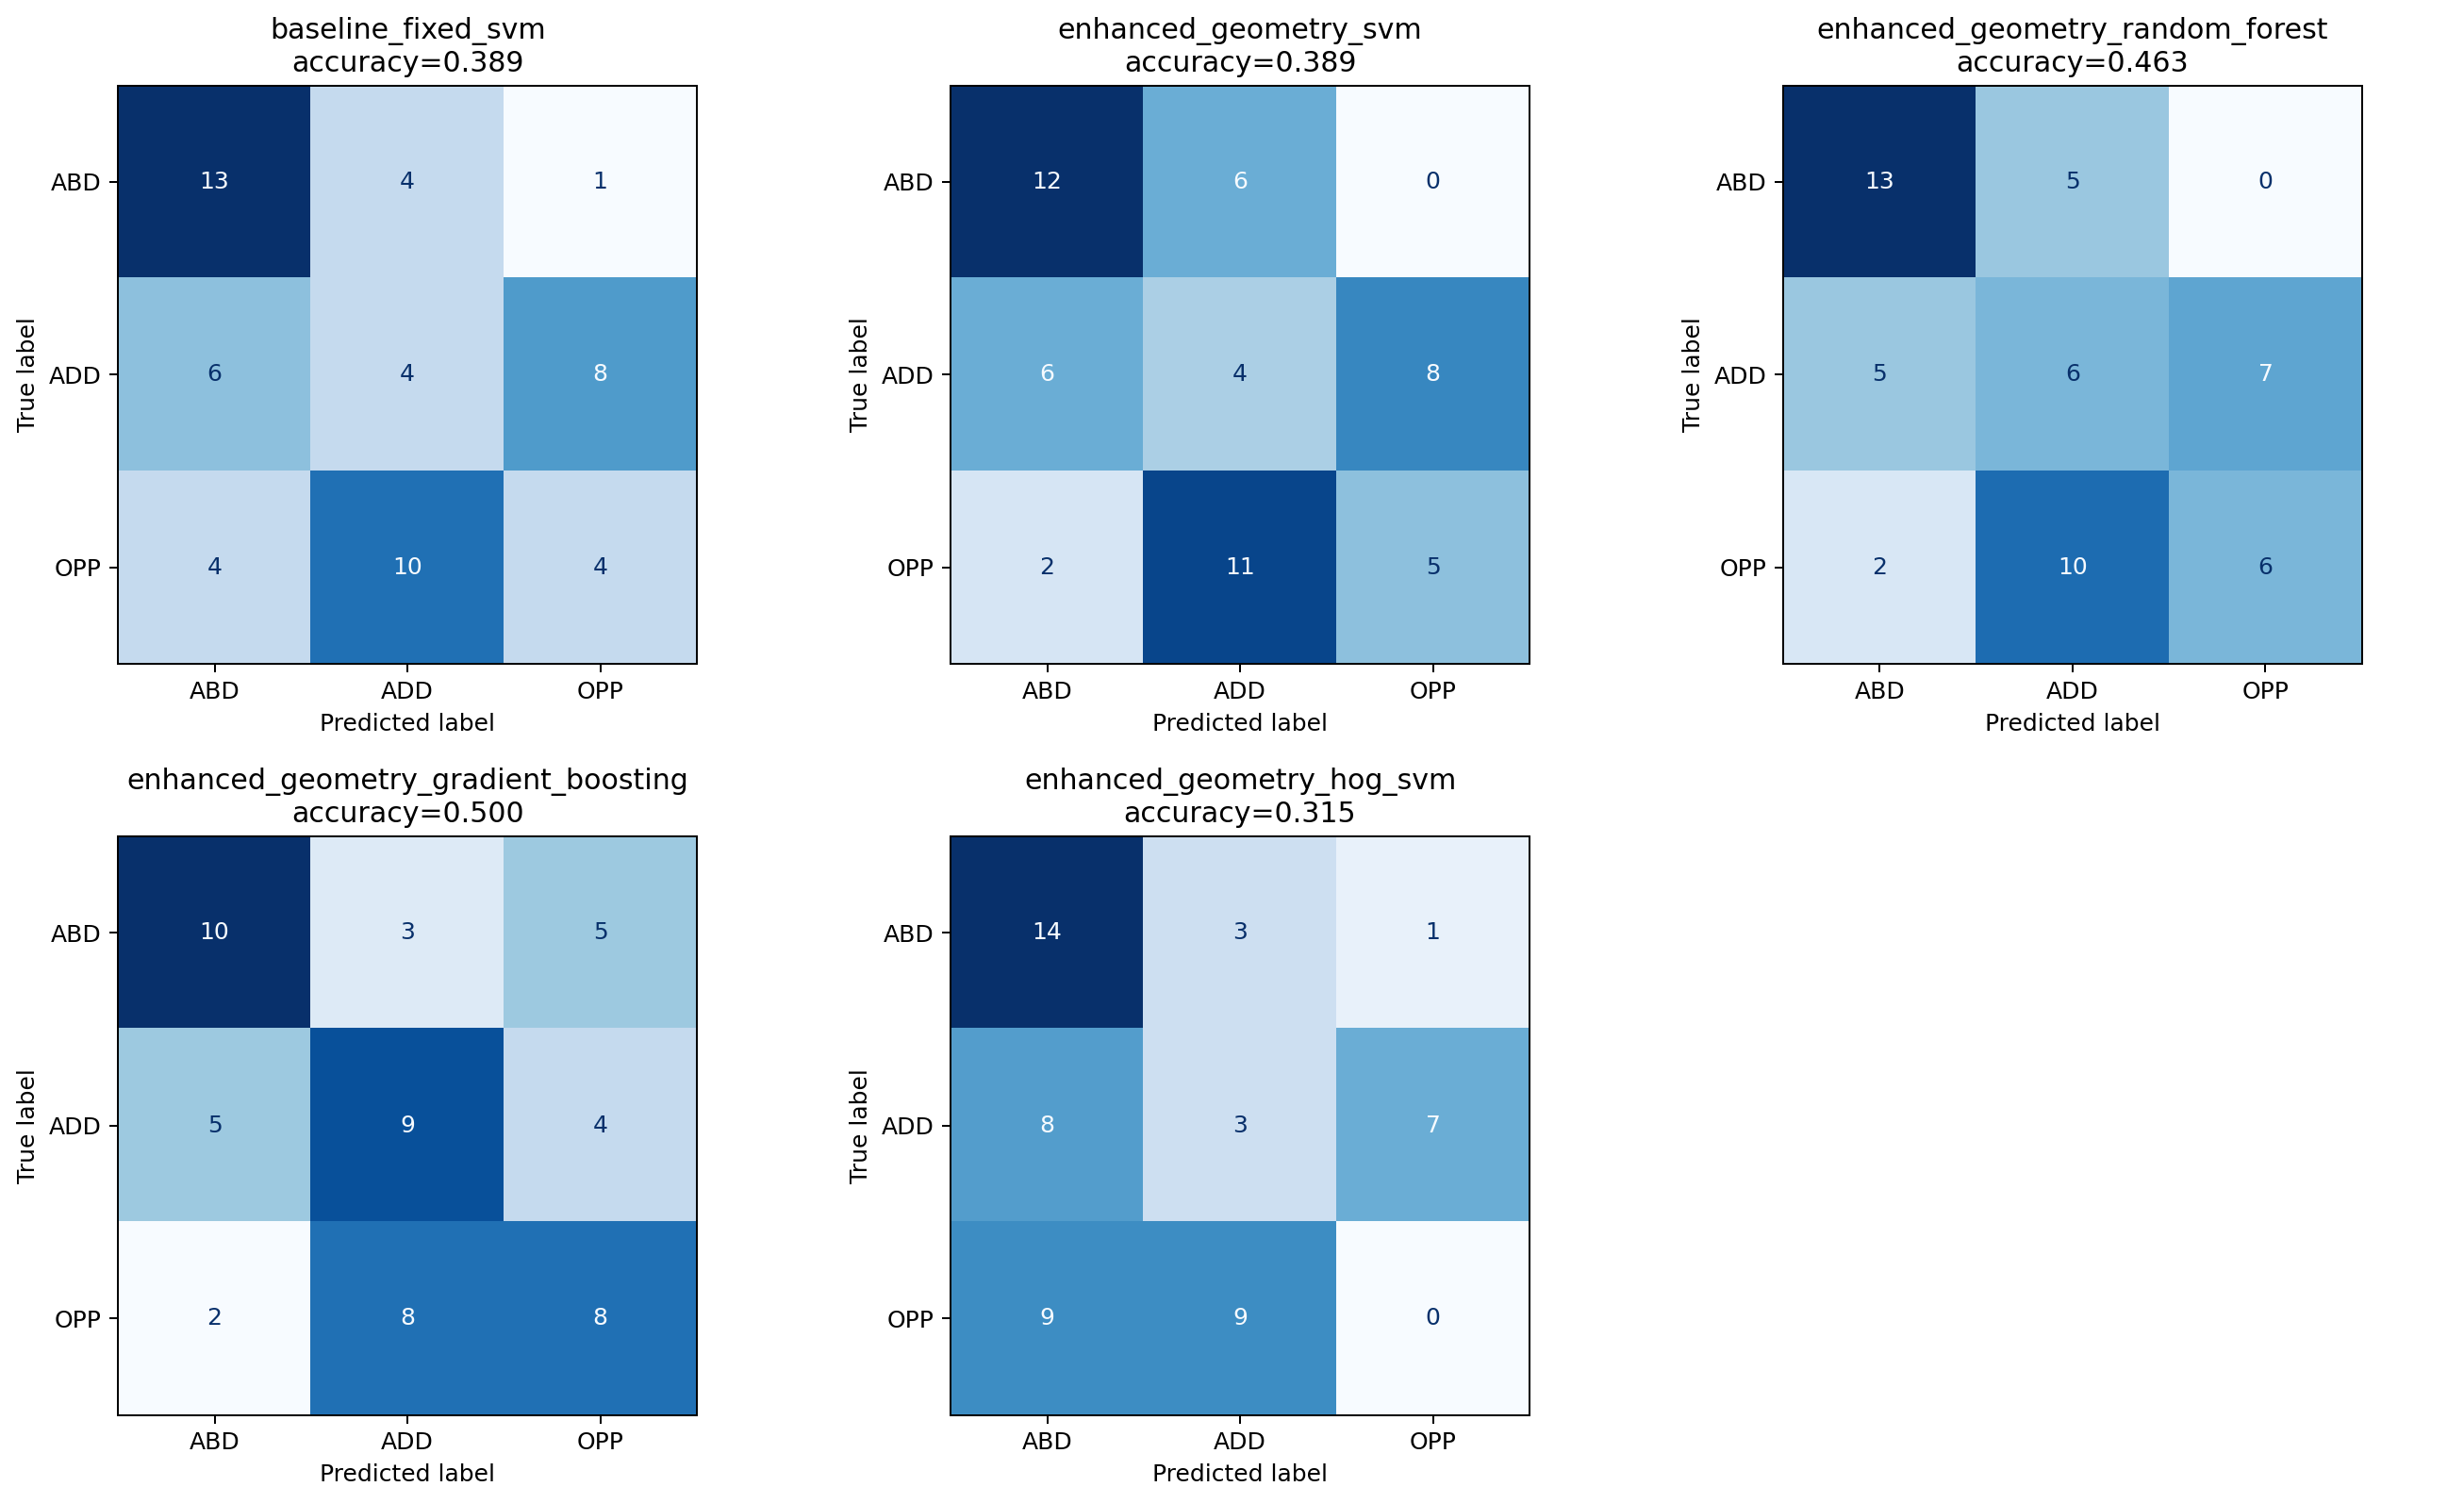 baseline_fixed_svm
accuracy=0.389
True label
ABD 13 4 1
ADD 6 4 8
OPP 4 10 4
ABD ADD OPP
Predicted label
enhanced_geometry_svm
accuracy=0.389
True label
ABD 12 6 0
ADD 6 4 8
OPP 2 11 5
ABD ADD OPP
Predicted label
enhanced_geometry_random_forest
accuracy=0.463
True label
ABD 13 5 0
ADD 5 6 7
OPP 2 10 6
ABD ADD OPP
Predicted label
enhanced_geometry_gradient_boosting
accuracy=0.500
True label
ABD 10 3 5
ADD 5 9 4
OPP 2 8 8
ABD ADD OPP
Predicted label
enhanced_geometry_hog_svm
accuracy=0.315
True label
ABD 14 3 1
ADD 8 3 7
OPP 9 9 0
ABD ADD OPP
Predicted label